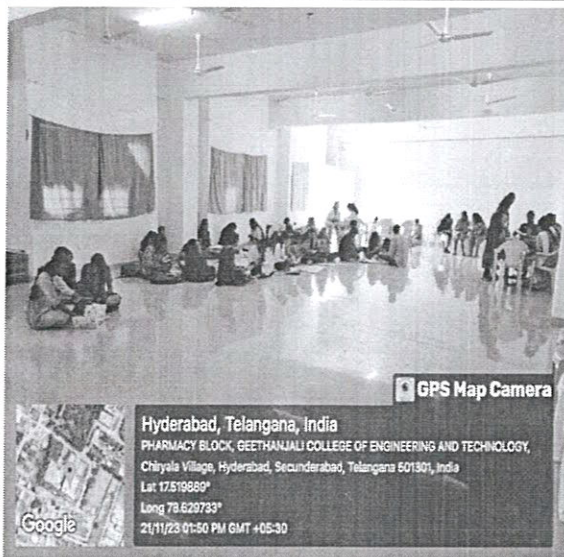 GPS Map Camera
Hyderabad, Telangana, India
PHARMACY BLOCK, GEETHANJALI COLLEGE OF ENGINEERING AND TECHNOLOGY,
Chiryala Village, Hyderabad, Secunderabad, Telangana 501301, India
Lat 17.519889°
Long 78.629733°
21/11/23 01:50 PM GMT +05:30
Google